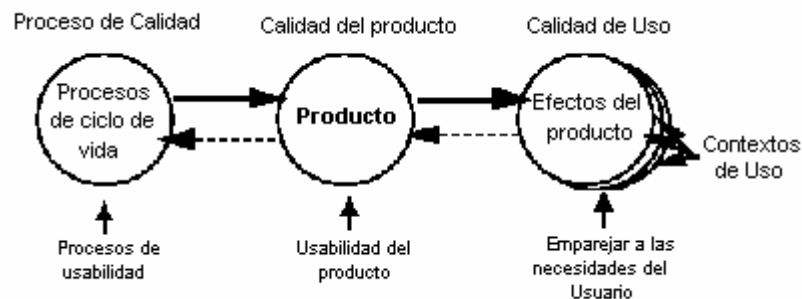 Proceso de Calidad
Calidad del producto
Calidad de Uso
Procesos
de ciclo de
vida
Producto
Efectos del
producto
Contextos
de Uso
Procesos de
usabilidad
Usabilidad del
producto
Emparejar a las
necesidades del
Usuario